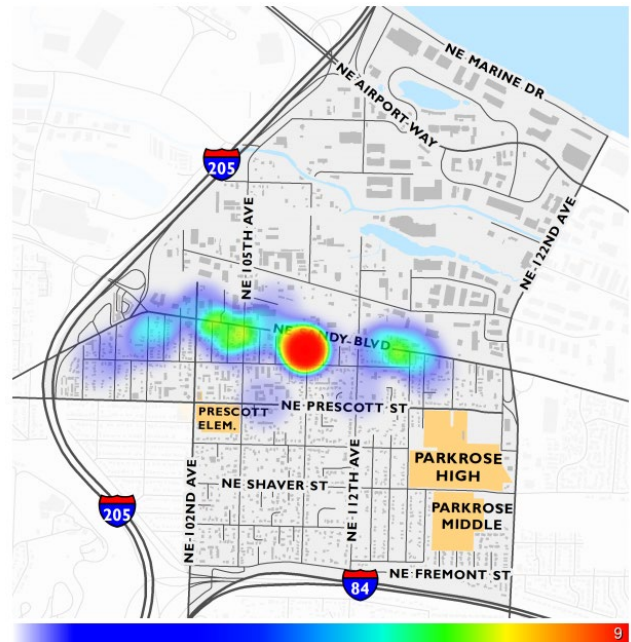 NE MARINE DR
NE AIRPORT WAY
205
NE 105TH AVE
NE 122ND AVE
NE
NDY BLVD
NE PRESCOTT ST
PRESCOTT
ELEM.
PARKROSE
HIGH
NE SHAVER ST
NE 102ND AVE
NE 112TH AVE
PARKROSE
MIDDLE
205
NE FREMONT ST
84
9